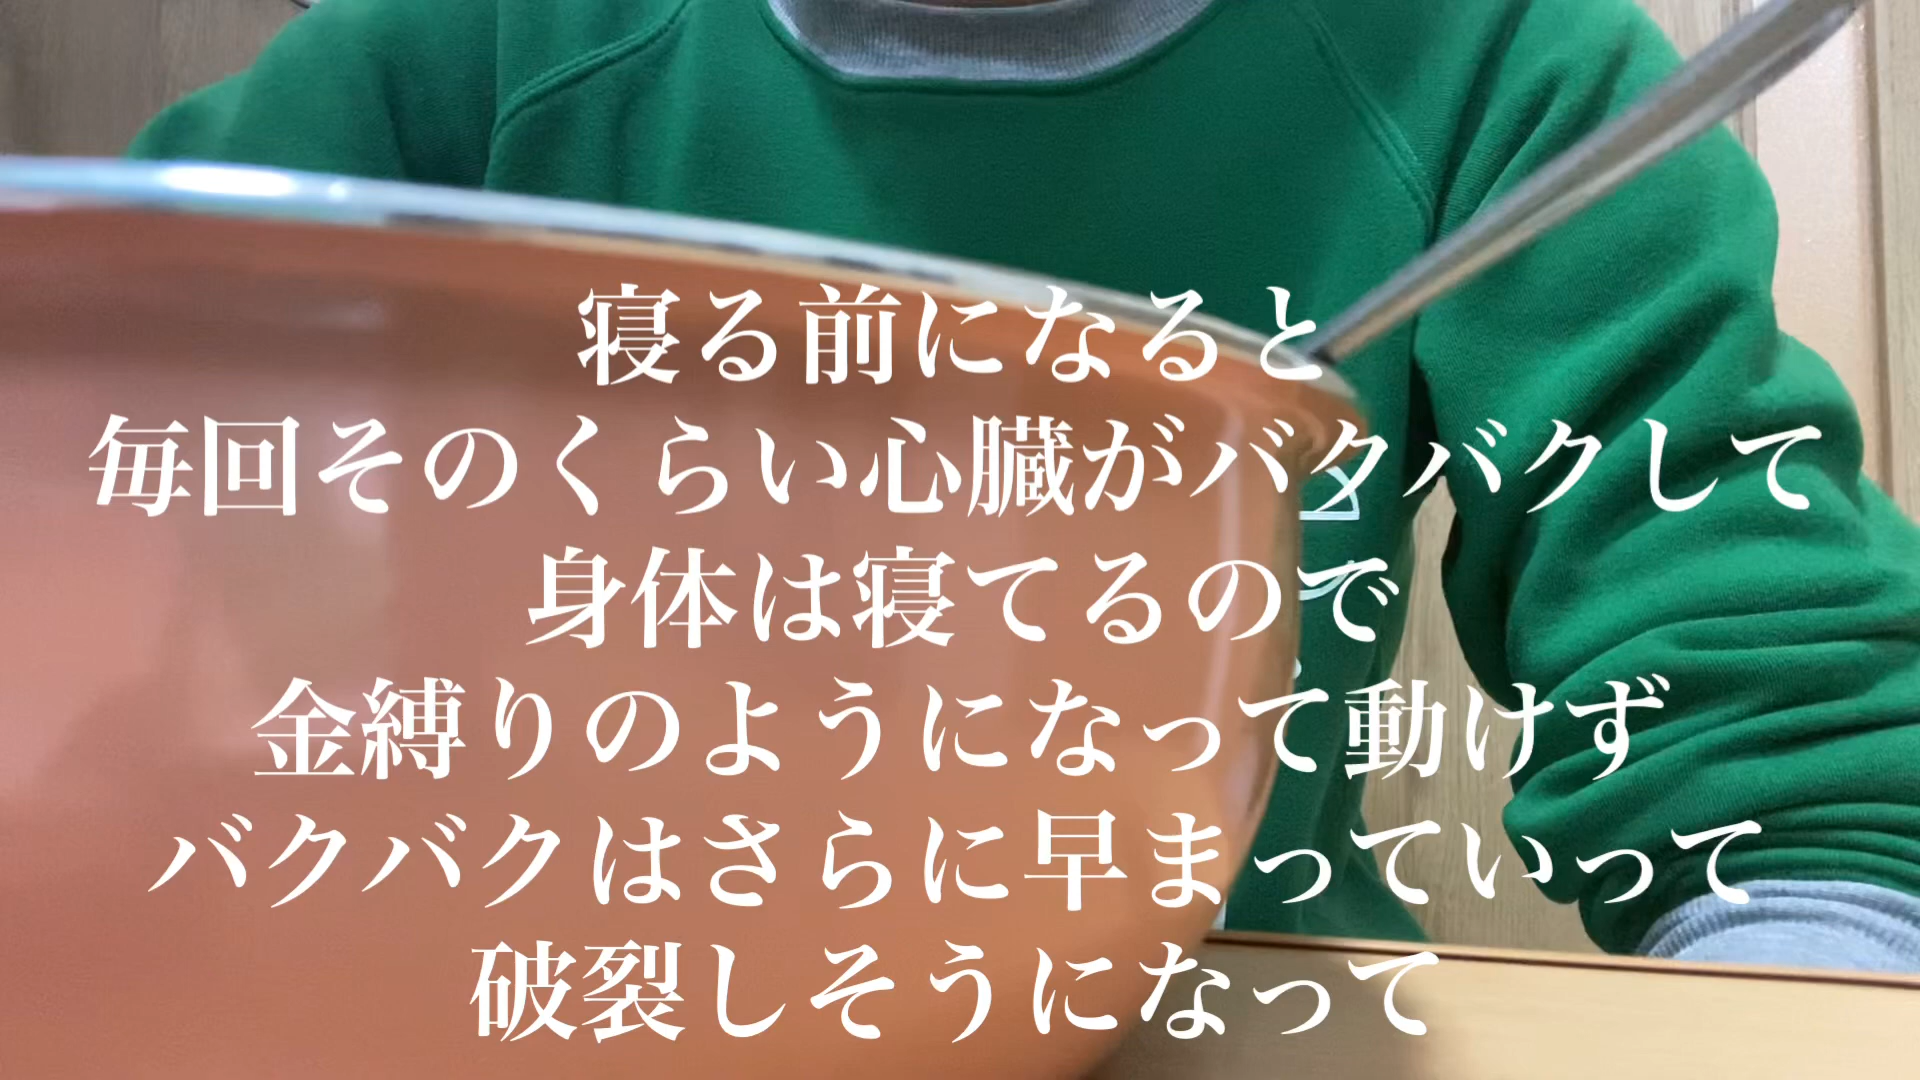 寝る前になると
毎回そのくらい心臓がバクバクして
身体は寝てるので
金縛りのようになって動けず
バクバクはさらに早まっていって
破裂しそうになって